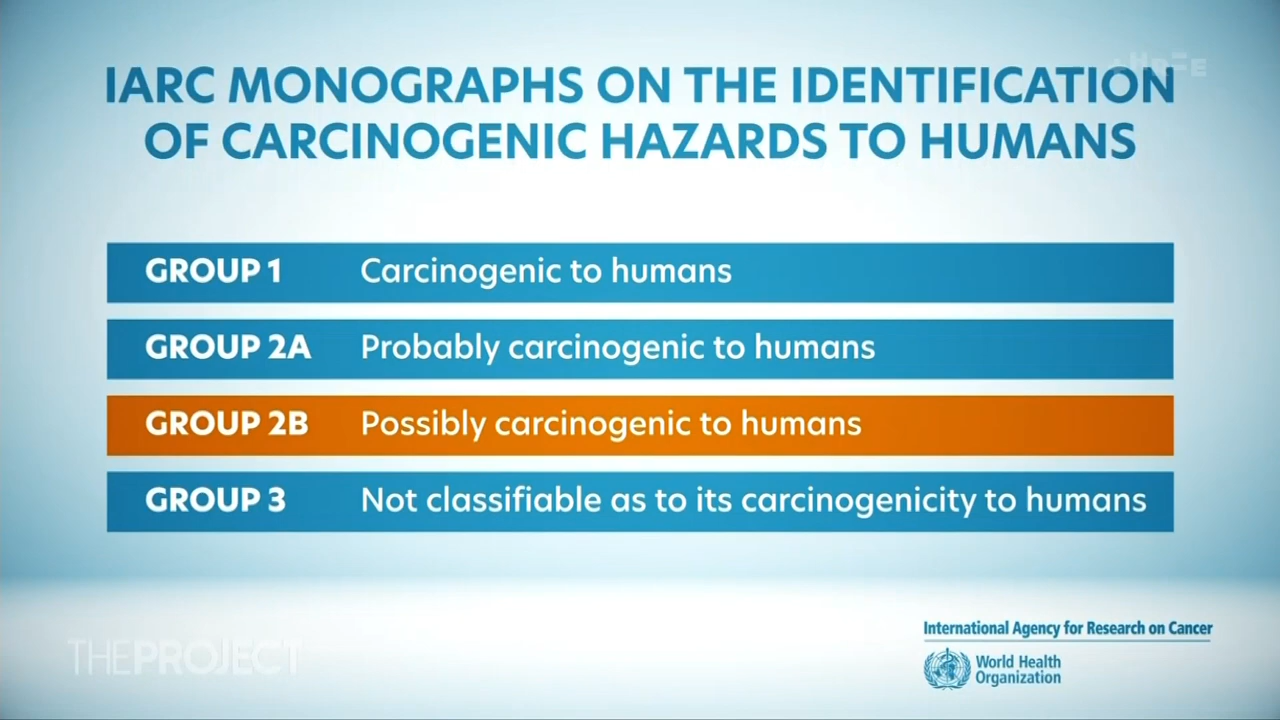 IARC MONOGRAPHS ON THE IDENTIFICATION
OF CARCINOGENIC HAZARDS TO HUMANS
GROUP 1 Carcinogenic to humans
GROUP 2A Probably carcinogenic to humans
GROUP 2B Possibly carcinogenic to humans
GROUP 3 Not classifiable as to its carcinogenicity to humans
THEPROJECT
International Agency for Research on Cancer
World Health
Organization